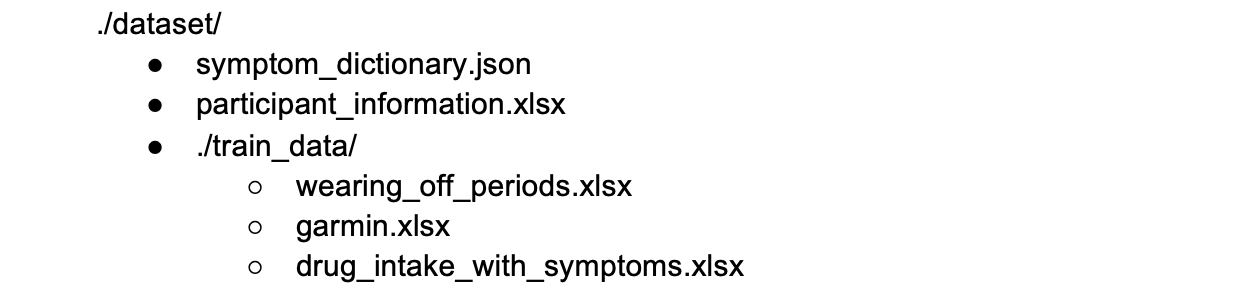 ./dataset/
● symptom_dictionary.json
● participant_information.xlsx
● ./train_data/
○ wearing_off_periods.xlsx
○ garmin.xlsx
○ drug_intake_with_symptoms.xlsx